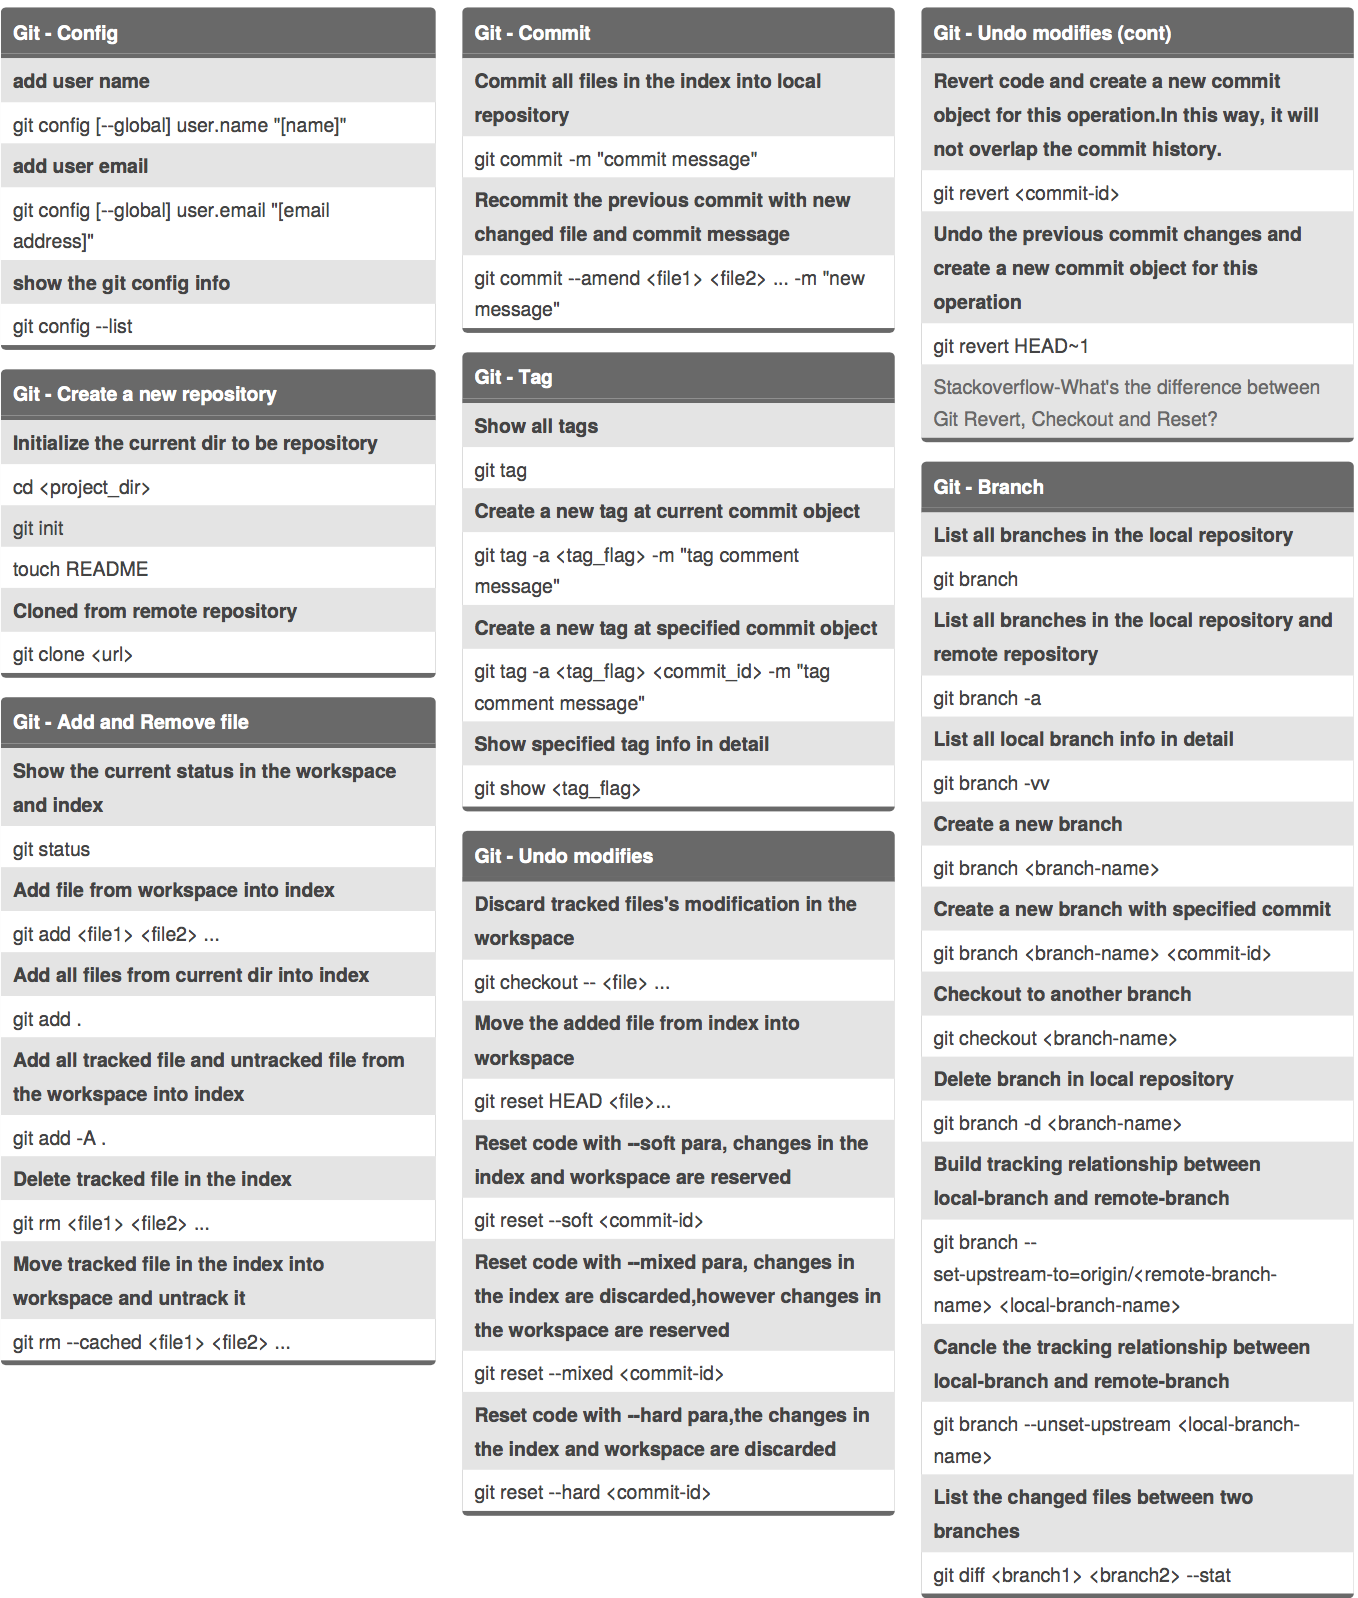 Git - Config
add user name
git config [--global] user.name "[name]"
add user email
git config [--global] user.email "[email
address]"
show the git config info
git config --list
Git - Create a new repository
Initialize the current dir to be repository
cd <project_dir>
git init
touch README
Cloned from remote repository
git clone <url>
Git - Add and Remove file
Show the current status in the workspace
and index
git status
Add file from workspace into index
git add <file1> <file2> ...
Add all files from current dir into index
git add .
Add all tracked file and untracked file from
the workspace into index
git add -A .
Delete tracked file in the index
git rm <file1> <file2> ...
Move tracked file in the index into
workspace and untrack it
git rm --cached <file1> <file2> ...
Git - Commit
Commit all files in the index into local
repository
git commit -m "commit message"
Recommit the previous commit with new
changed file and commit message
git commit --amend <file1> <file2> ... -m "new
message"
Git - Tag
Show all tags
git tag
Create a new tag at current commit object
git tag -a <tag_flag> -m "tag comment
message"
Create a new tag at specified commit object
git tag -a <tag_flag> <commit_id> -m "tag
comment message"
Show specified tag info in detail
git show <tag_flag>
Git - Undo modifies
Discard tracked files's modification in the
workspace
git checkout -- <file> ...
Move the added file from index into
workspace
git reset HEAD <file>...
Reset code with --soft para, changes in the
index and workspace are reserved
git reset --soft <commit-id>
Reset code with --mixed para, changes in
the index are discarded,however changes in
the workspace are reserved
git reset --mixed <commit-id>
Reset code with --hard para,the changes in
the index and workspace are discarded
git reset --hard <commit-id>
Git - Undo modifies (cont)
Revert code and create a new commit
object for this operation.In this way, it will
not overlap the commit history.
git revert <commit-id>
Undo the previous commit changes and
create a new commit object for this
operation
git revert HEAD~1
Stackoverflow-What's the difference between
Git Revert, Checkout and Reset?
Git - Branch
List all branches in the local repository
git branch
List all branches in the local repository and
remote repository
git branch -a
List all local branch info in detail
git branch -vv
Create a new branch
git branch <branch-name>
Create a new branch with specified commit
git branch <branch-name> <commit-id>
Checkout to another branch
git checkout <branch-name>
Delete branch in local repository
git branch -d <branch-name>
Build tracking relationship between
local-branch and remote-branch
git branch --
set-upstream-to=origin/<remote-branch-
name> <local-branch-name>
Cancle the tracking relationship between
local-branch and remote-branch
git branch --unset-upstream <local-branch-
name>
List the changed files between two
branches
git diff <branch1> <branch2> --stat